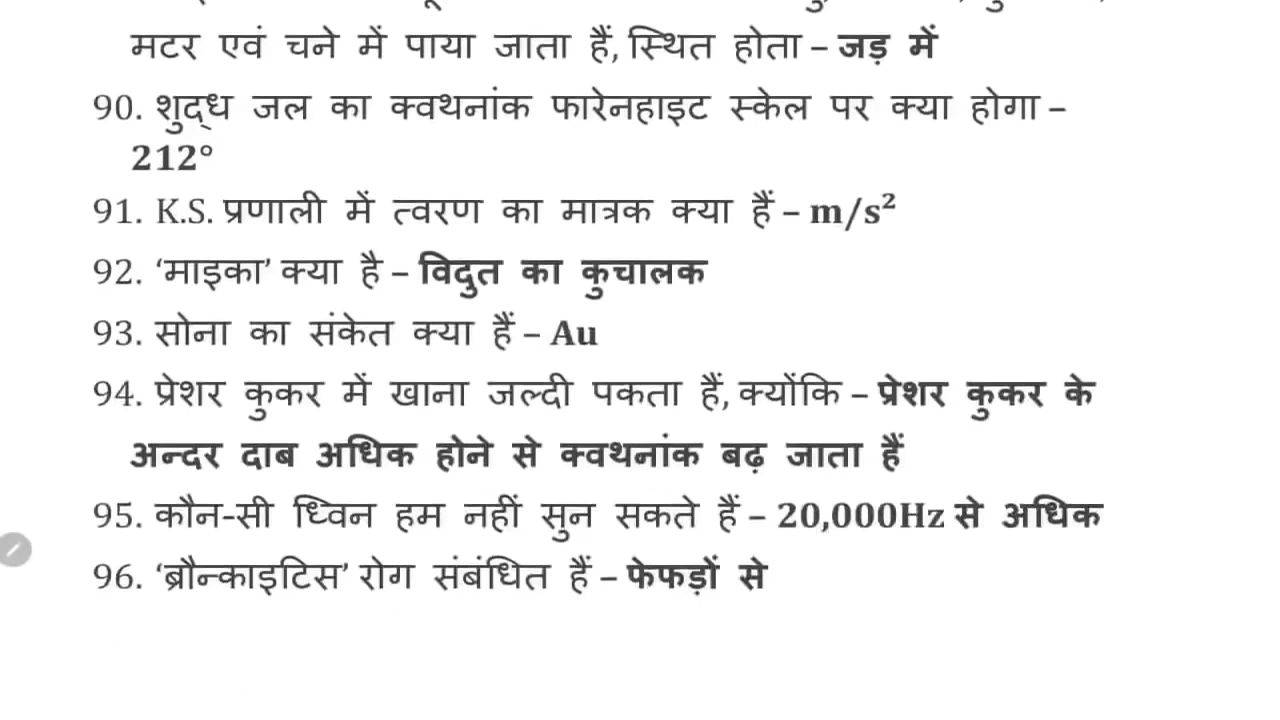 मटर एवं चने में पाया जाता हैं, स्थित होता – जड़ में
90. शुद्ध जल का क्वथनांक फारेनहाइट स्केल पर क्या होगा –
212°
91. K.S. प्रणाली में त्वरण का मात्रक क्या हैं – m/s²
92. ‘माइका’ क्या है – विदुत का कुचालक
93. सोना का संकेत क्या हैं – Au
94. प्रेशर कुकर में खाना जल्दी पकता हैं, क्योंकि – प्रेशर कुकर के
अन्दर दाब अधिक होने से क्वथनांक बढ़ जाता हैं
95. कौन-सी ध्विन हम नहीं सुन सकते हैं – 20,000Hz से अधिक
96. ‘ब्रौन्काइटिस’ रोग संबंधित हैं – फेफड़ों से